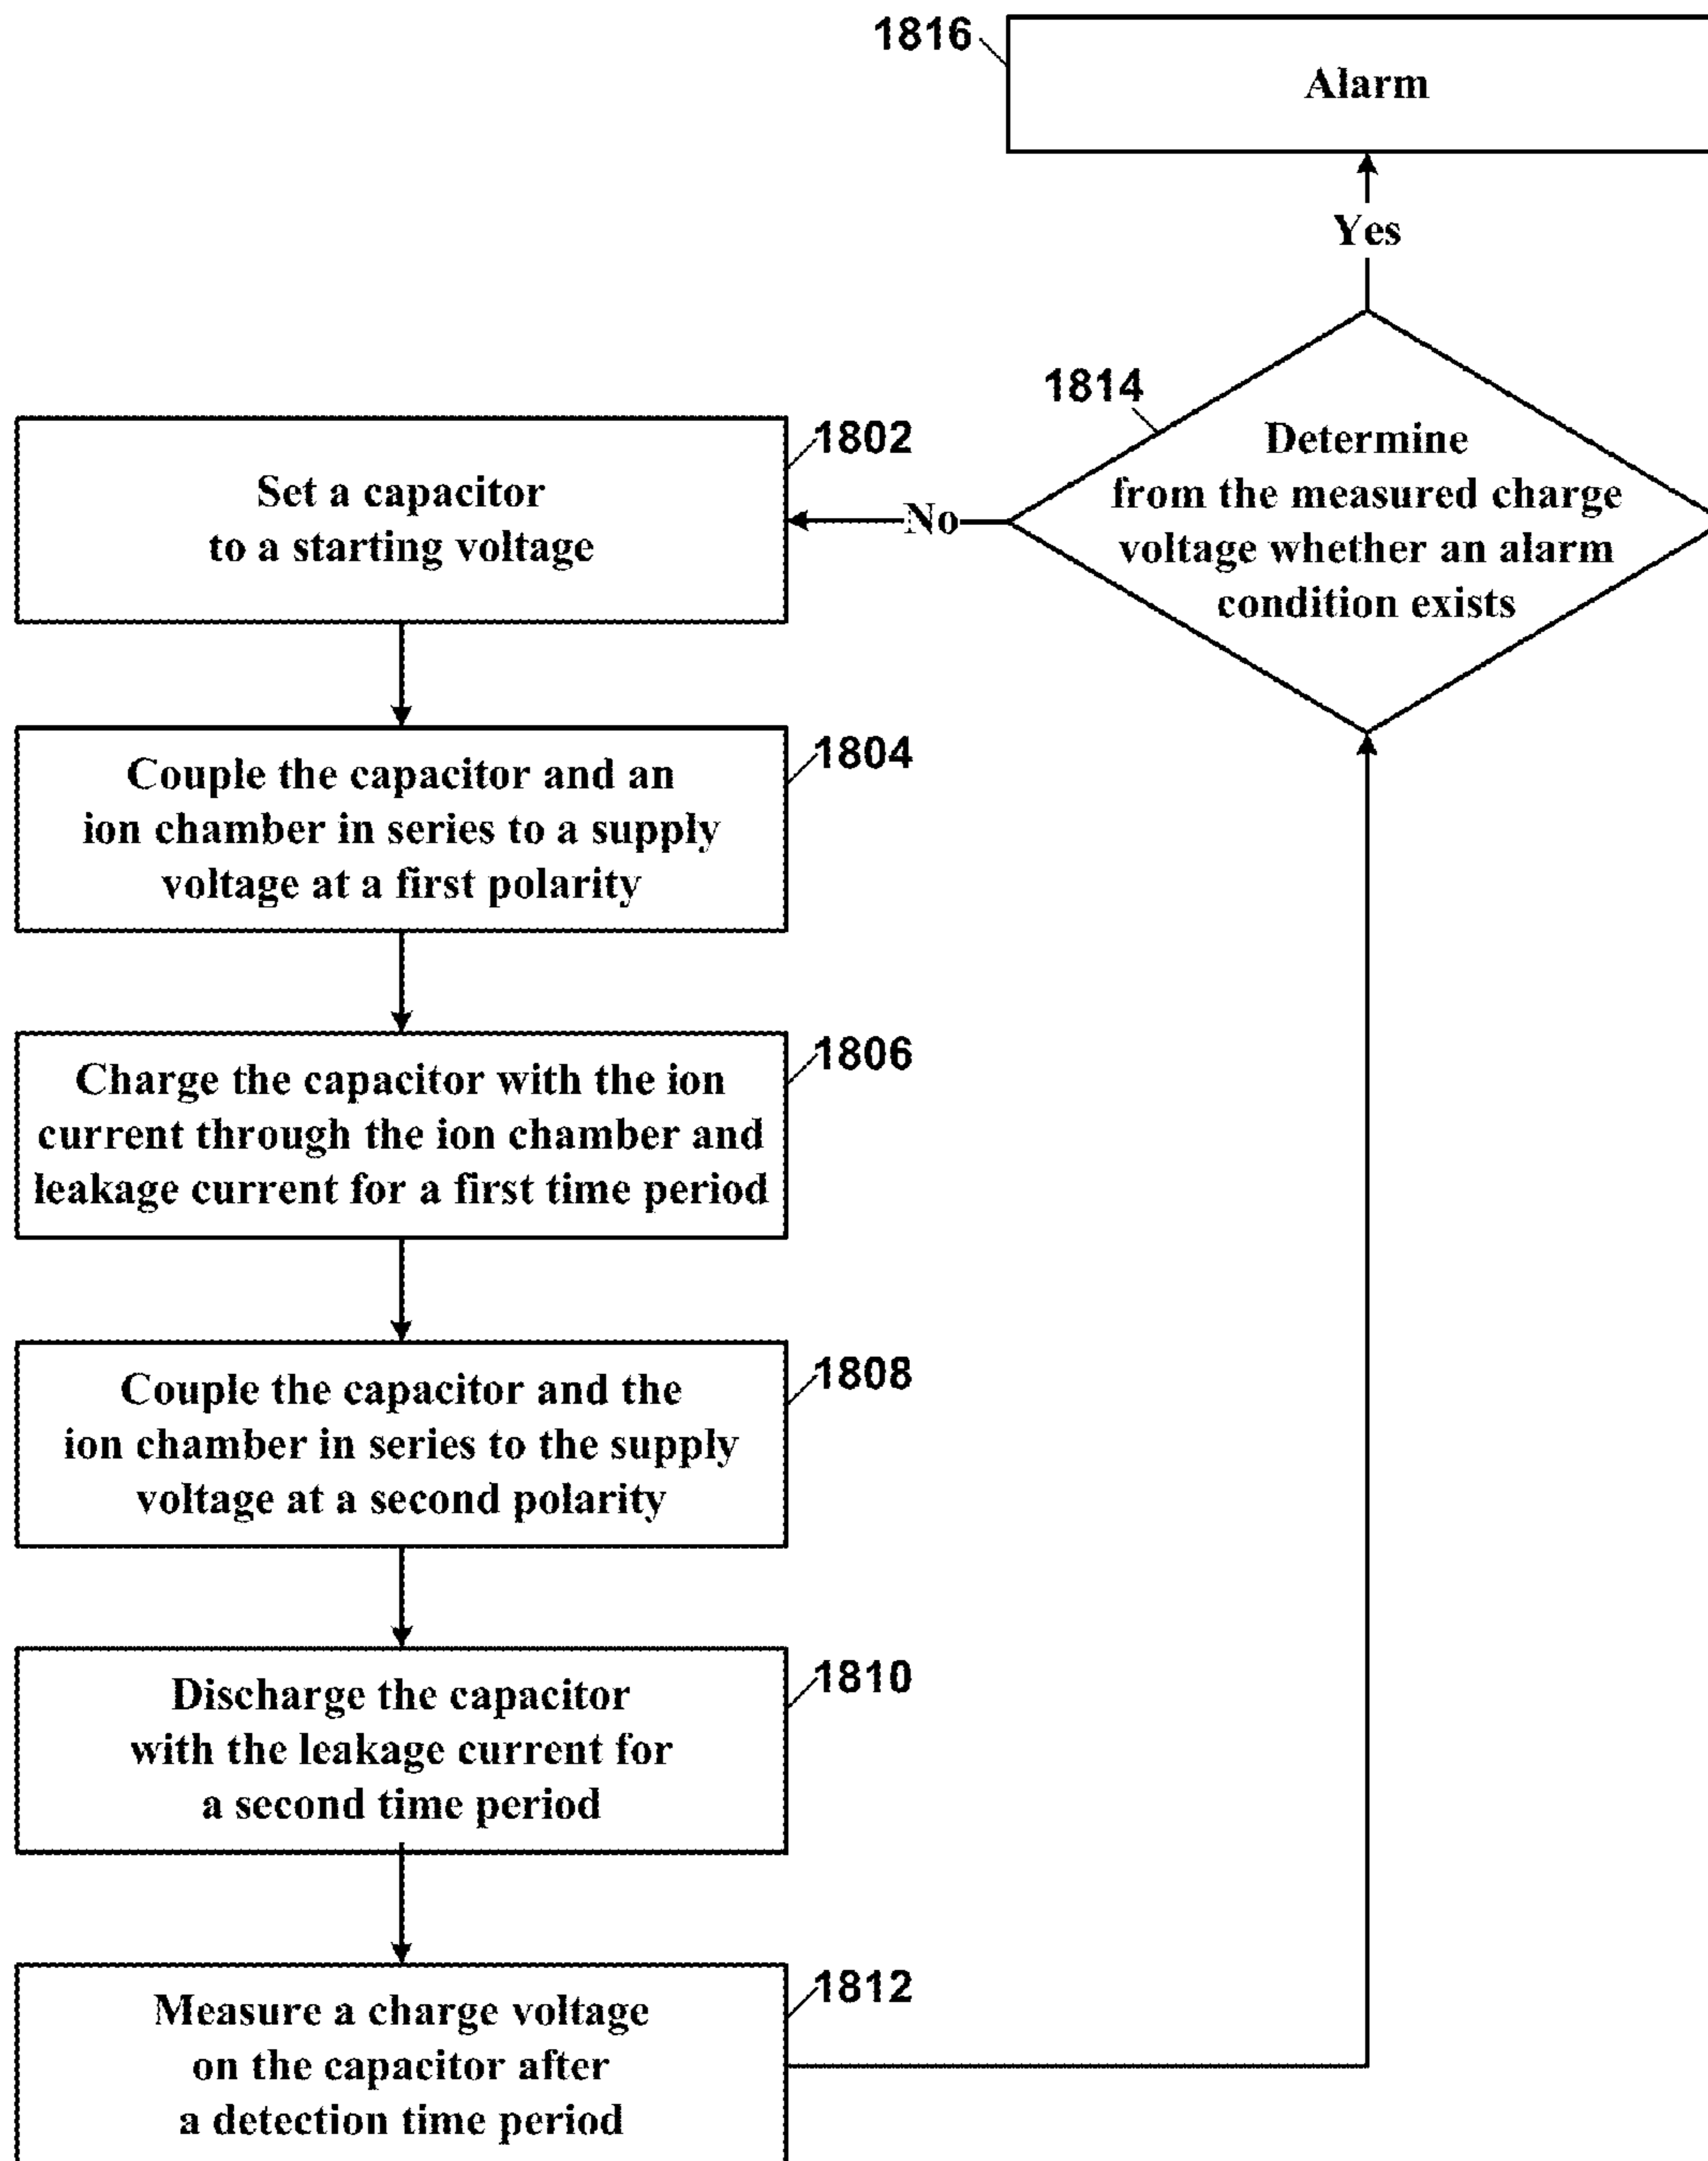 1816
Alarm
Yes
1814
Determine
from the measured charge
voltage whether an alarm
condition exists
No
1802
Set a capacitor
to a starting voltage
1804
Couple the capacitor and an
ion chamber in series to a supply
voltage at a first polarity
1806
Charge the capacitor with the ion
current through the ion chamber and
leakage current for a first time period
1808
Couple the capacitor and the
ion chamber in series to the supply
voltage at a second polarity
1810
Discharge the capacitor
with the leakage current for
a second time period
1812
Measure a charge voltage
on the capacitor after
a detection time period